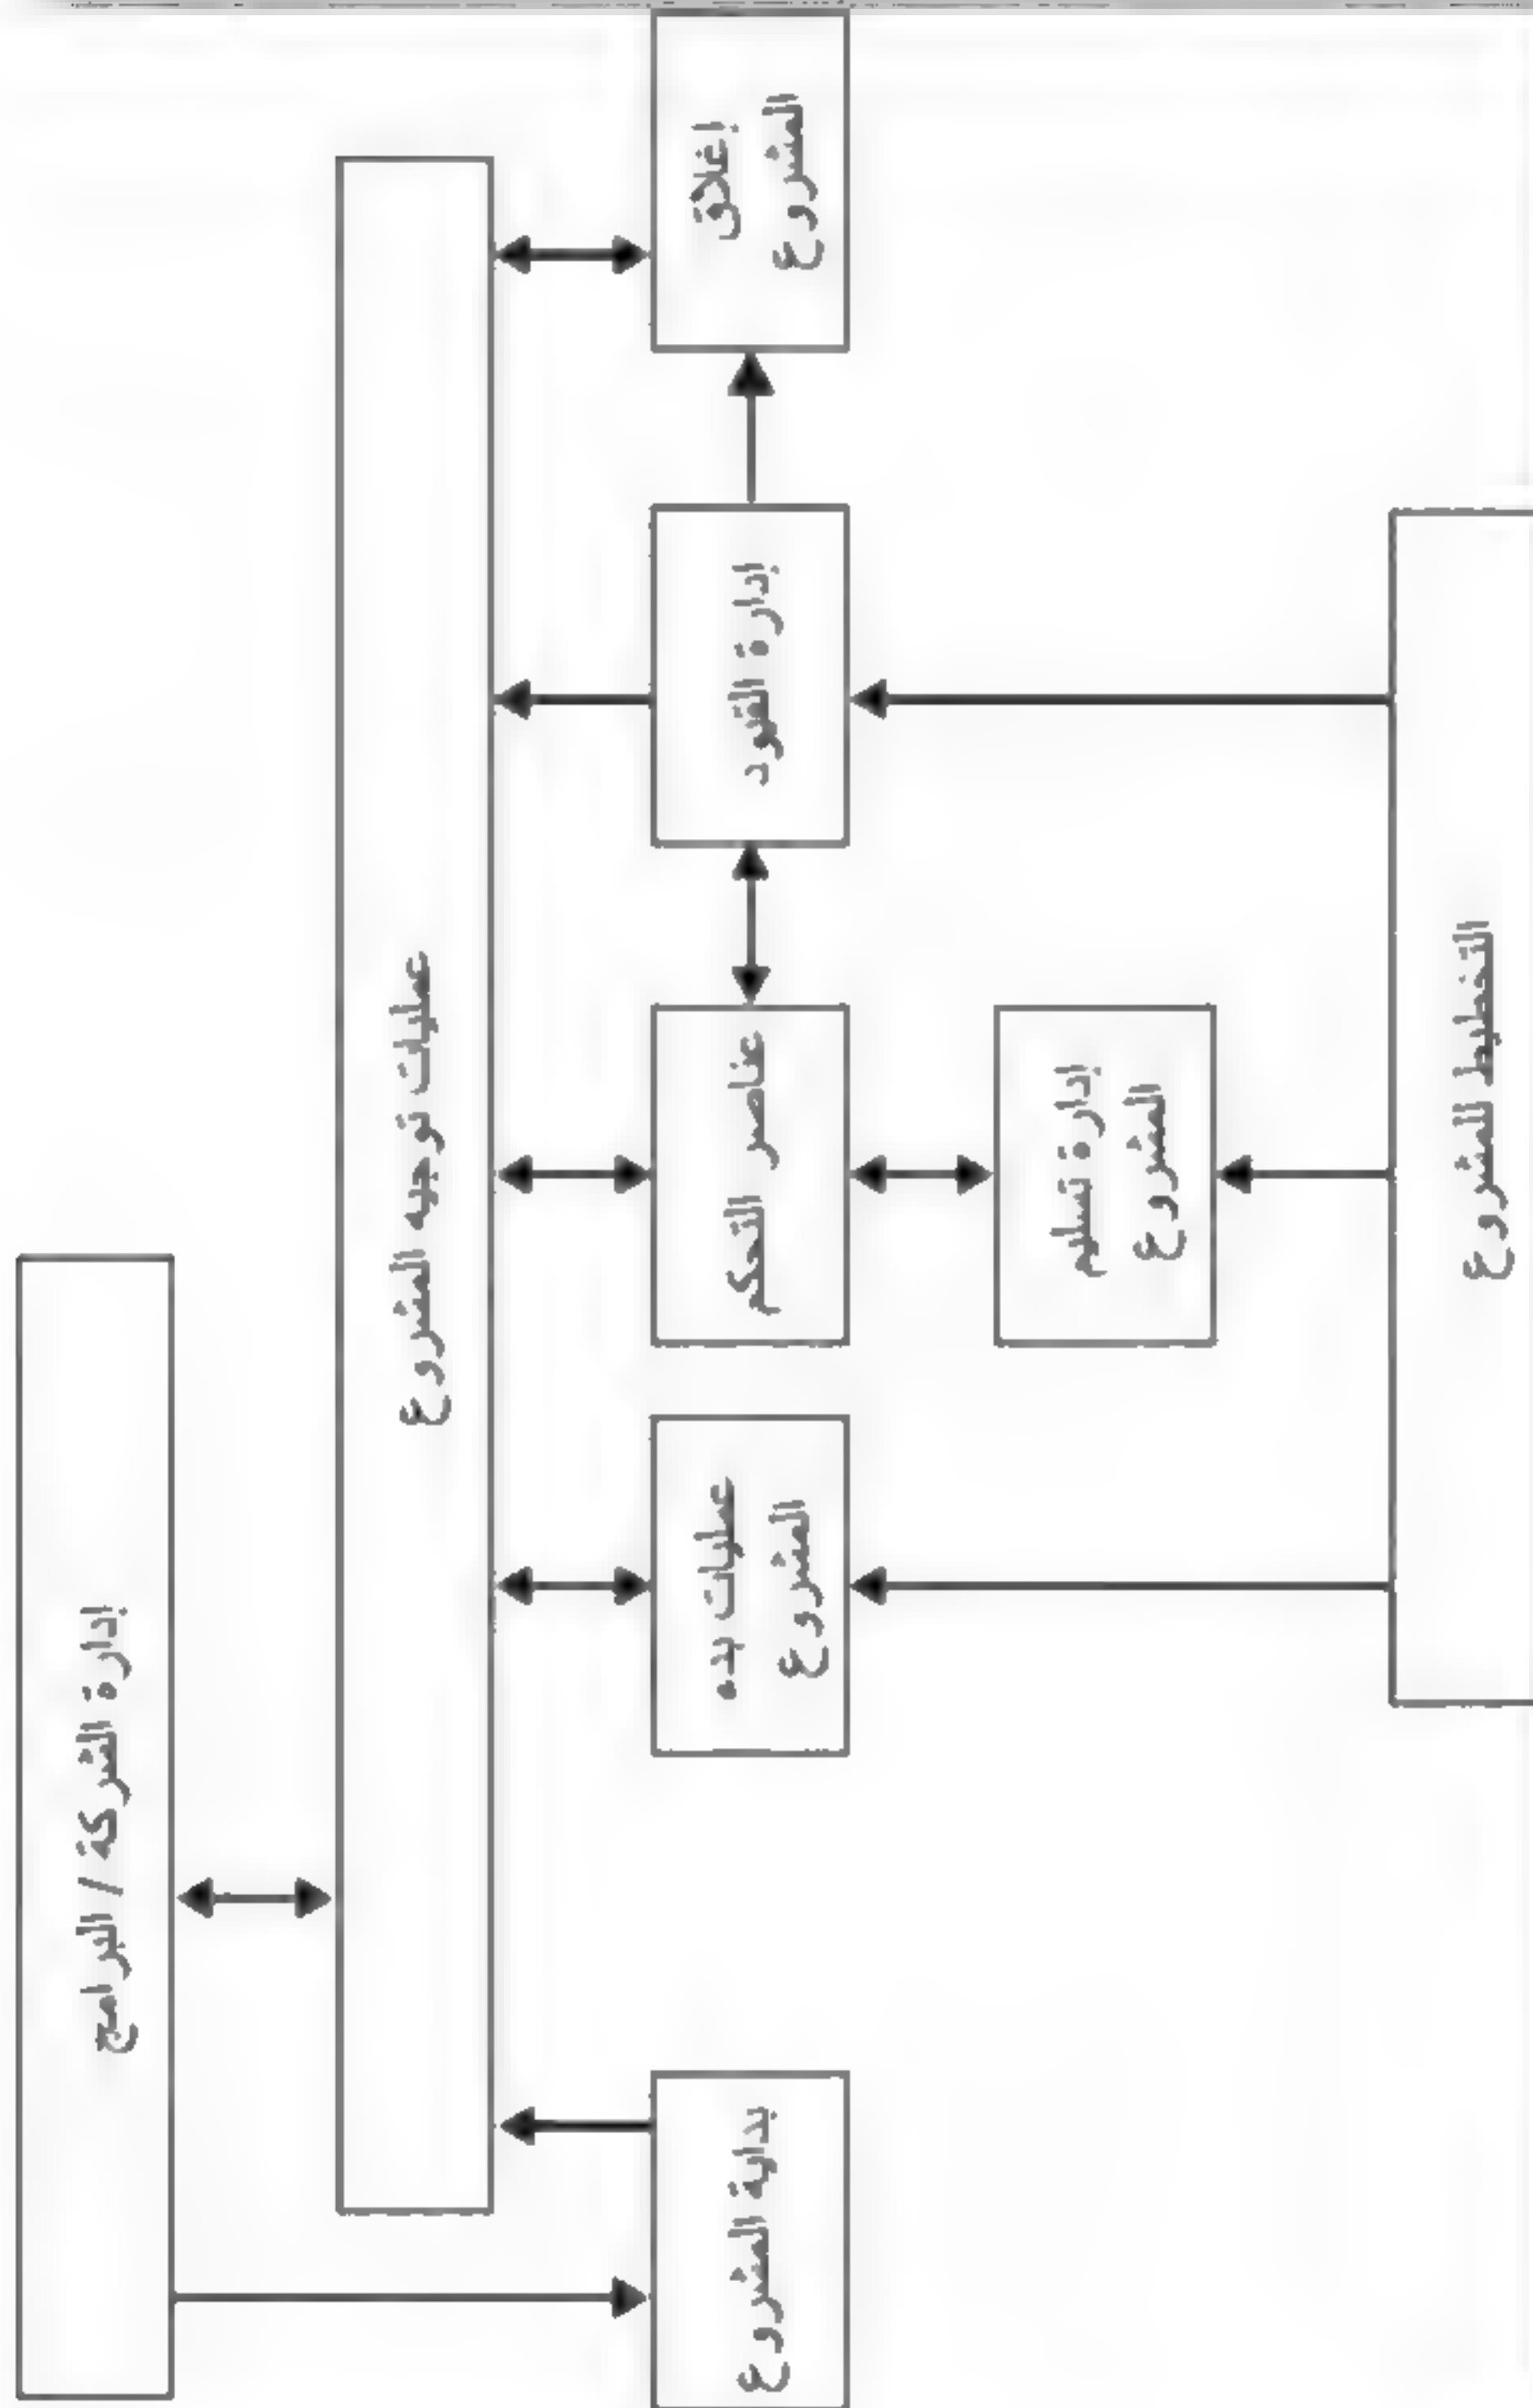 إدارة الشركة / البرامج
عمليات توجيه المشروع
إغلاق
المشروع
إدارة القيود
عناصر التحكم
عمليات بدء
المشروع
بداية المشروع
إدارة تسليم
المشروع
التخطيط للمشروع